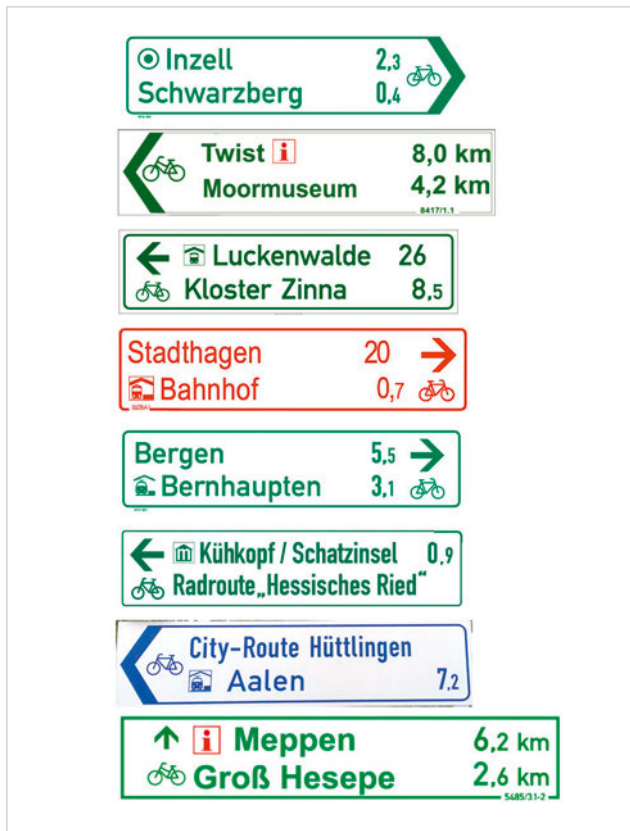 Inzell 2,3
Schwarzberg 0,4
Twist i 8,0 km
Moormuseum 4,2 km
8417/1.1
Luckenwalde 26
Kloster Zinna 8,5
Stadthagen 20
Bahnhof 0,7
Bergen 5,5
Bernhaupten 3,1
Kühkopf / Schatzinsel 0,9
Radroute „Hessisches Ried“
City-Route Hüttlingen
Aalen 7,2
i Meppen 6,2 km
Groß Hesepe 2,6 km
5485/31-2